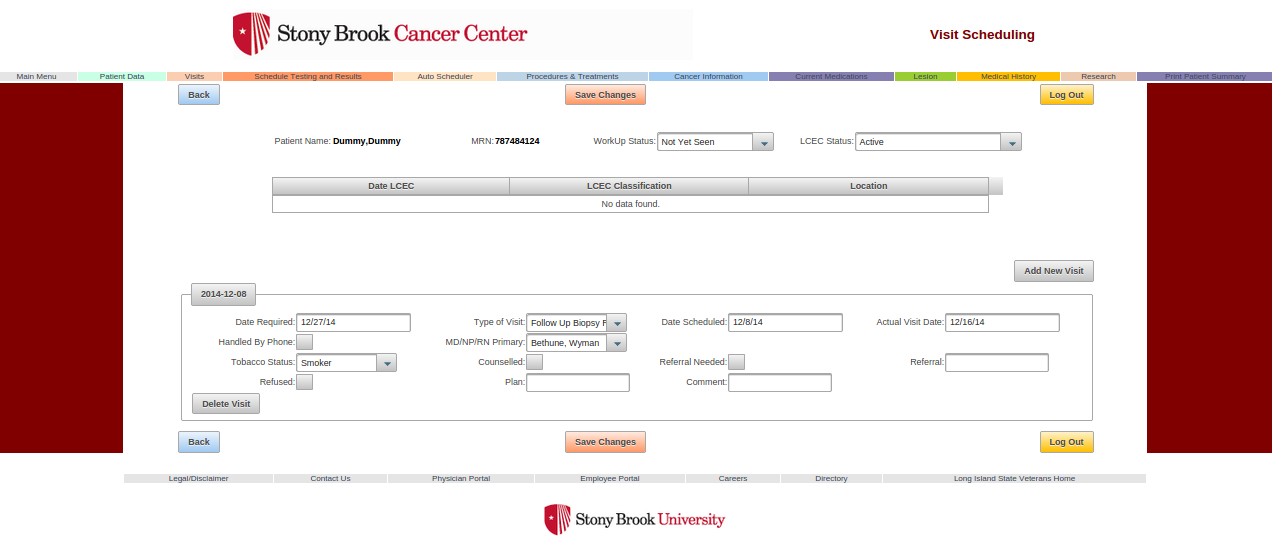 Stony Brook Cancer Center
Visit Scheduling
Main Menu Patient Data Visits Schedule Testing and Results Auto Scheduler Procedures & Treatments Cancer Information Current Medications Lesion Medical History Research Print Patient Summary
Back Save Changes Log Out
Patient Name: Dummy,Dummy MRN: 787484124 WorkUp Status: Not Yet Seen LCEC Status: Active
Date LCEC LCEC Classification Location
No data found.
Add New Visit
2014-12-08
Date Required: 12/27/14 Type of Visit: Follow Up Biopsy Date Scheduled: 12/8/14 Actual Visit Date: 12/16/14
Handled By Phone: MD/NP/RN Primary: Bethune, Wyman
Tobacco Status: Smoker Counselled: Referral Needed: Referral:
Refused: Plan: Comment:
Delete Visit
Back Save Changes Log Out
Legal/Disclaimer Contact Us Physician Portal Employee Portal Careers Directory Long Island State Veterans Home
Stony Brook University